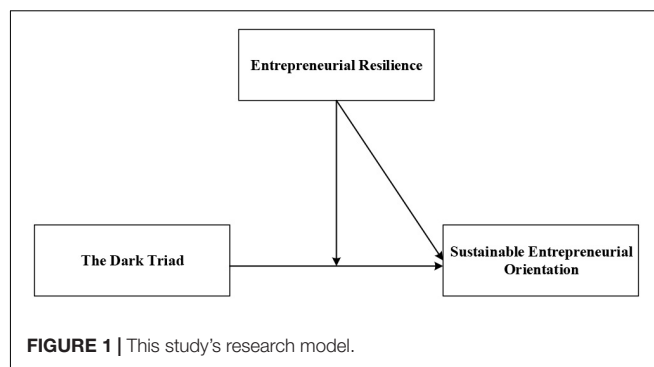 Entrepreneurial Resilience
The Dark Triad
Sustainable Entrepreneurial
Orientation
FIGURE 1 | This study's research model.